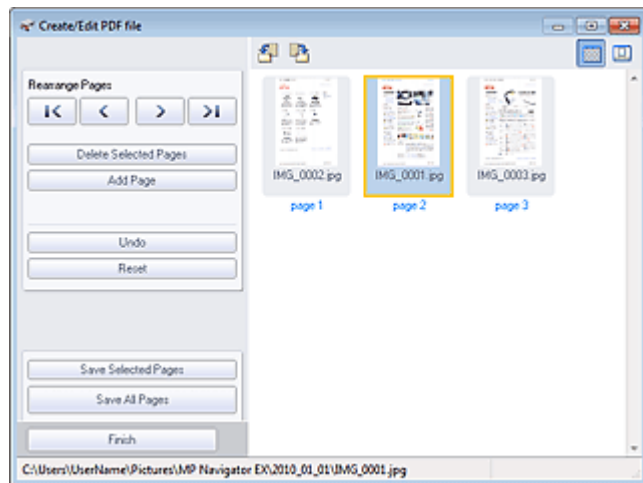 Create/Edit PDF file
Rearrange Pages
Delete Selected Pages
Add Page
Undo
Reset
Save Selected Pages
Save All Pages
Finish
IMG_0002.jpg
IMG_0001.jpg
IMG_0003.jpg
page 1
page 2
page 3
C:\Users\UserName\Pictures\MP Navigator EX\2010_01_01\IMG_0001.jpg